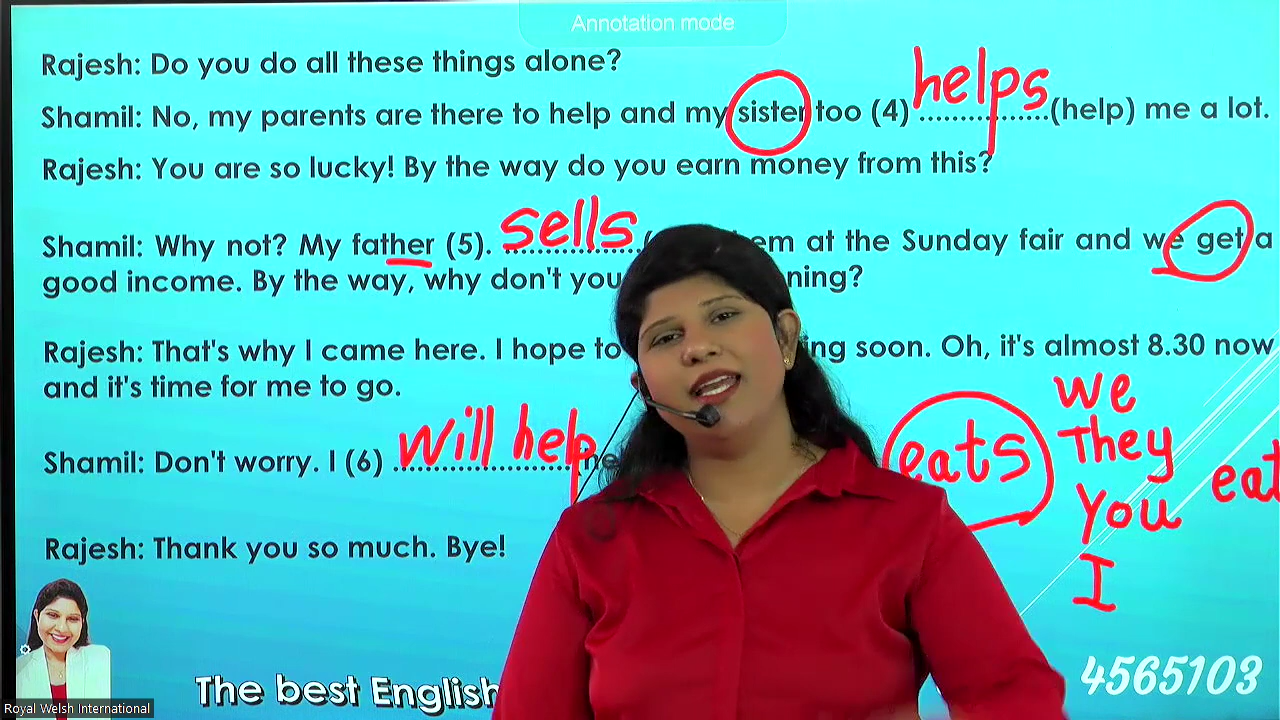 Annotation mode
Rajesh: Do you do all these things alone?
helps
Shamil: No, my parents are there to help and my sister too (4) ................(help) me a lot.
Rajesh: You are so lucky! By the way do you earn money from this?
sells
Shamil: Why not? My father (5). .................( em at the Sunday fair and we get a
good income. By the way, why don't you ning?
Rajesh: That's why I came here. I hope to ing soon. Oh, it's almost 8.30 now
and it's time for me to go.
will help
Shamil: Don't worry. I (6) ......................(he
eats
we
They
You
I
eat
Rajesh: Thank you so much. Bye!
The best English
4565103
Royal Welsh International